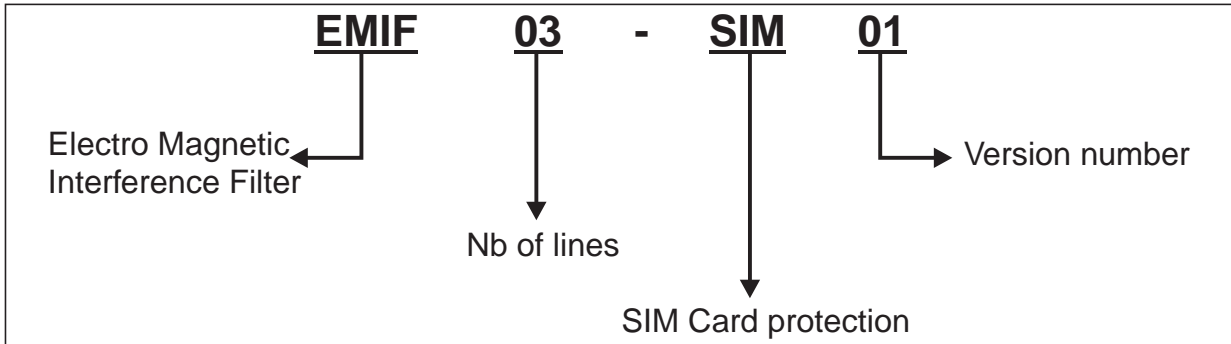 EMIF 03 - SIM 01
Electro Magnetic
Interference Filter
Version number
Nb of lines
SIM Card protection